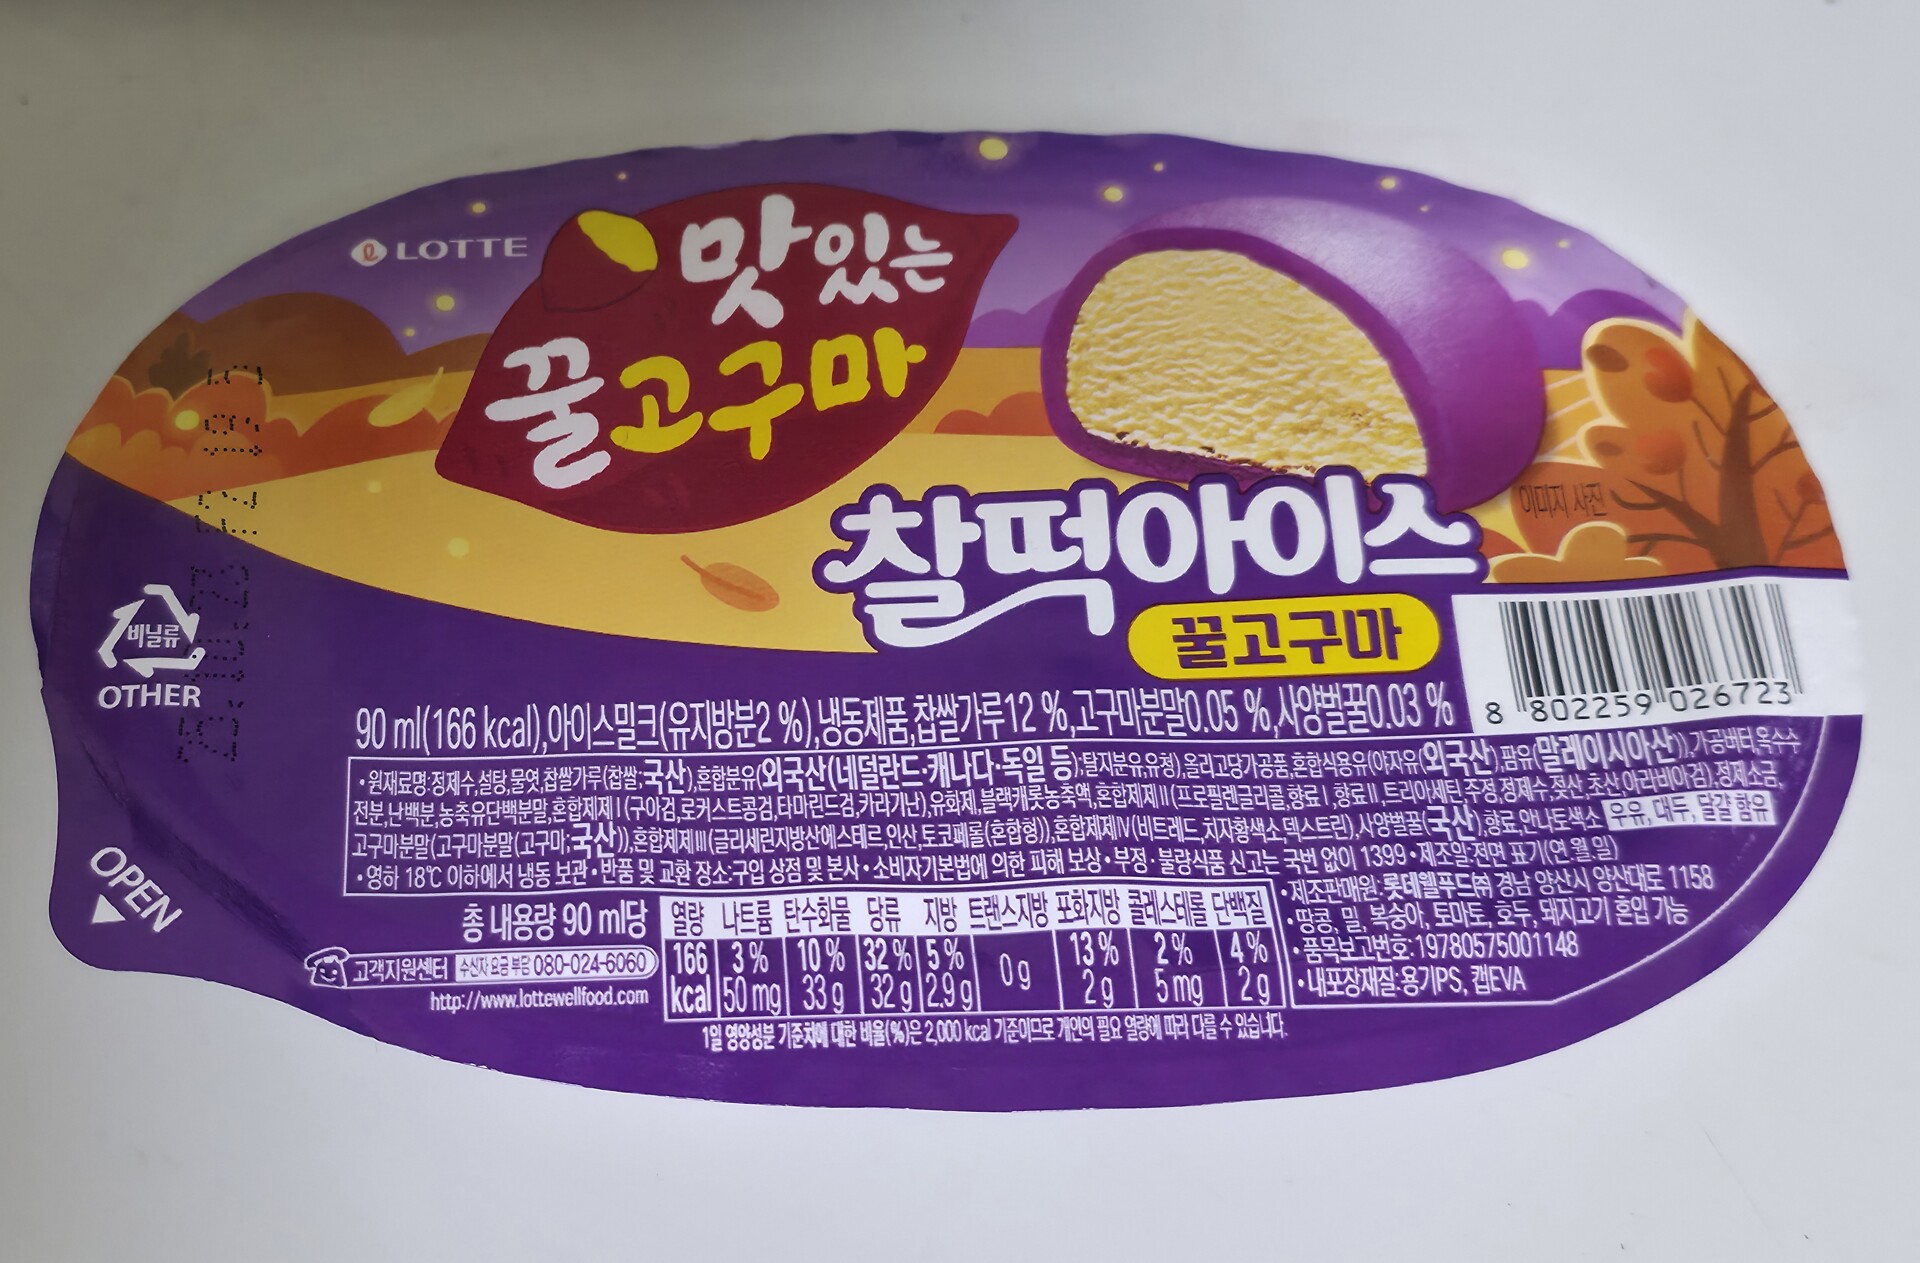 LOTTE
맛있는
꿀고구마
찰떡아이스
꿀고구마
이미지 사진
비닐류
OTHER
OPEN
8 802259 026723
90 ml(166 kcal),아이스밀크(유지방분2 %),냉동제품,찹쌀가루12 %,고구마분말0.05 %,사양벌꿀0.03 %
•원재료명:정제수,설탕,물엿,찹쌀가루(찹쌀;국산),혼합분유(외국산(네덜란드·캐나다·독일 등);탈지분유,유청),올리고당가공품,혼합식용유(야자유(외국산),팜유(말레이시아산)),가공버터,옥수수
전분,난백분,농축유단백분말,혼합제제Ⅰ(구아검,로커스트콩검,타마린드검,카라기난),유화제,블랙캐롯농축액,혼합제제Ⅱ(프로필렌글리콜,향료Ⅰ,향료Ⅱ,트리아세틴,주정,정제수,젖산,초산,아라비아검),정제소금,
고구마분말(고구마분말(고구마;국산)),혼합제제Ⅲ(글리세린지방산에스테르,인산,토코페롤(혼합형)),혼합제제Ⅳ(비트레드,치자황색소,덱스트린),사양벌꿀(국산),향료,안나토색소 우유, 대두, 달걀 함유
•영하 18℃ 이하에서 냉동 보관•반품 및 교환 장소:구입 상점 및 본사•소비자기본법에 의한 피해 보상•부정·불량식품 신고는 국번 없이 1399•제조일:전면 표기(연.월.일)
•제조판매원:롯데웰푸드㈜ 경남 양산시 양산대로 1158
•땅콩, 밀, 복숭아, 토마토, 호두, 돼지고기 혼입 가능
•품목보고번호:19780575001148
•내포장재질:용기PS, 캡EVA
총 내용량 90 ml당
열량 나트륨 탄수화물 당류 지방 트랜스지방 포화지방 콜레스테롤 단백질
166 3 % 10 % 32 % 5 % 0 g 13 % 2 % 4 %
kcal 50 mg 33 g 32 g 2.9 g 2 g 5 mg 2 g
1일 영양성분 기준치에 대한 비율(%)은 2,000 kcal 기준이므로 개인의 필요 열량에 따라 다를 수 있습니다.
고객지원센터 수신자 요금 부담 080-024-6060
http://www.lottewellfood.com